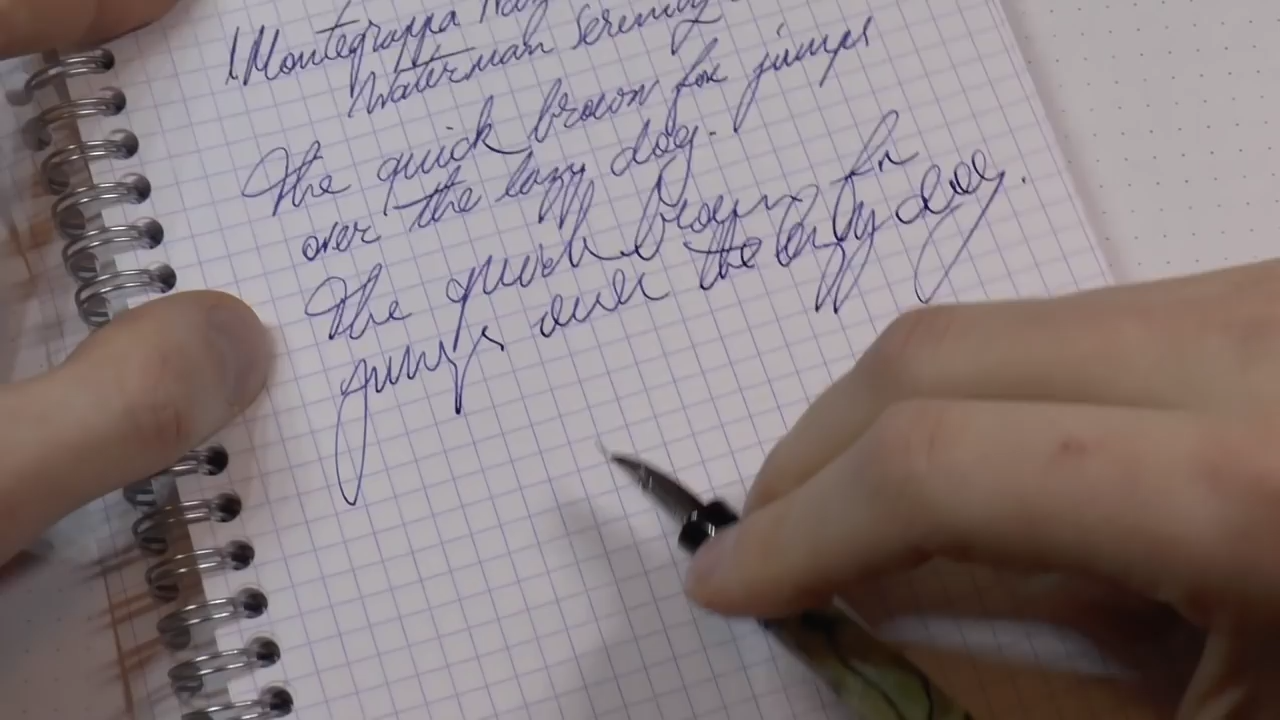 Montegrappa
Waterman Serenity
The quick brown fox jumps
over the lazy dog.
The quick brown fox
jumps over the lazy dog.